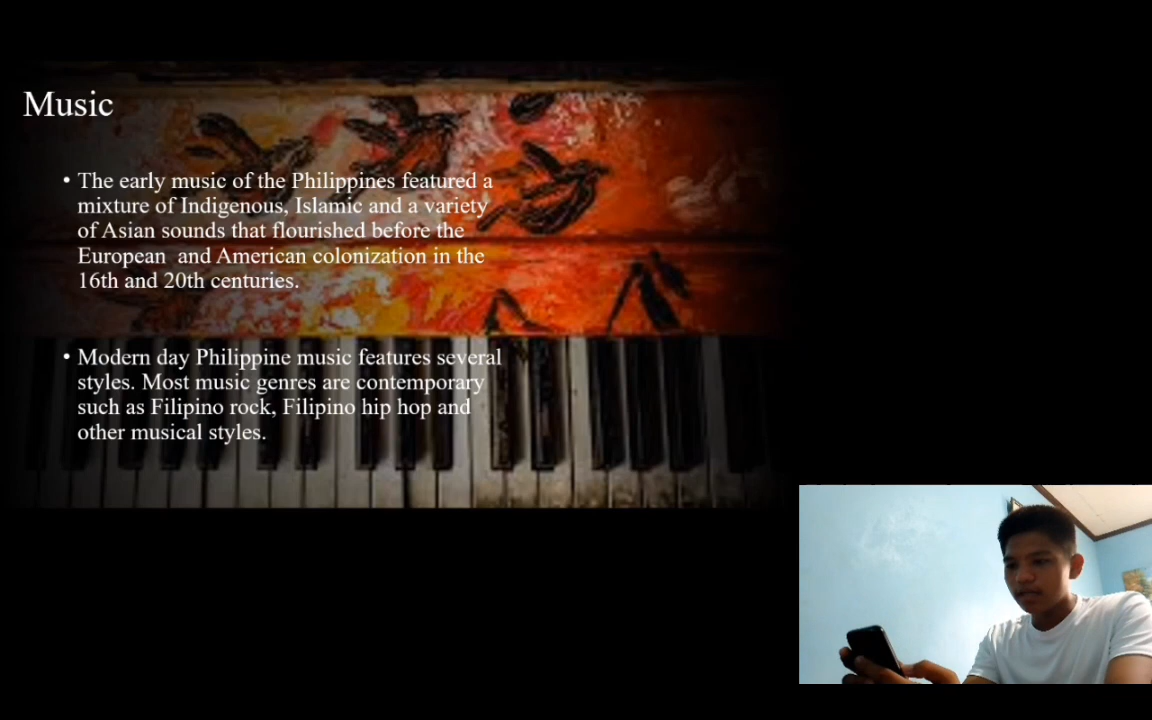 Music
• The early music of the Philippines featured a
mixture of Indigenous, Islamic and a variety
of Asian sounds that flourished before the
European  and American colonization in the
16th and 20th centuries.
• Modern day Philippine music features several
styles. Most music genres are contemporary
such as Filipino rock, Filipino hip hop and
other musical styles.